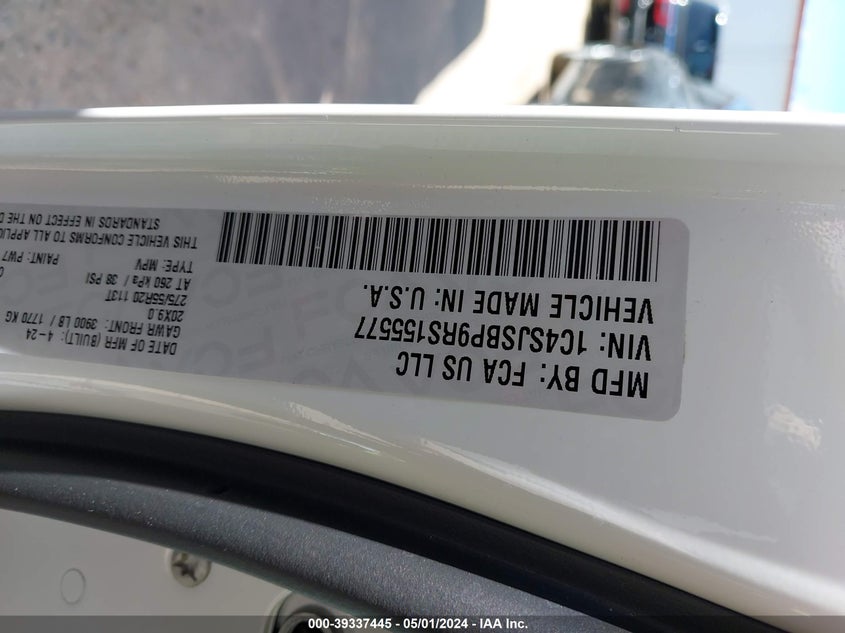 MFD BY: FCA US LLC
VIN: 1C4SJSBP9RS155577
VEHICLE MADE IN: U.S.A.
DATE OF MFR (BUILT): 4-24
GAWR FRONT: 3900 LB / 1770 KG
20X9.0
275/55R20 113T
AT 260 kPa / 38 PSI
TYPE: MPV
PAINT: PW7
THIS VEHICLE CONFORMS TO ALL
STANDARDS IN EFFECT ON THE
000-39337445 - 05/01/2024 - IAA Inc.